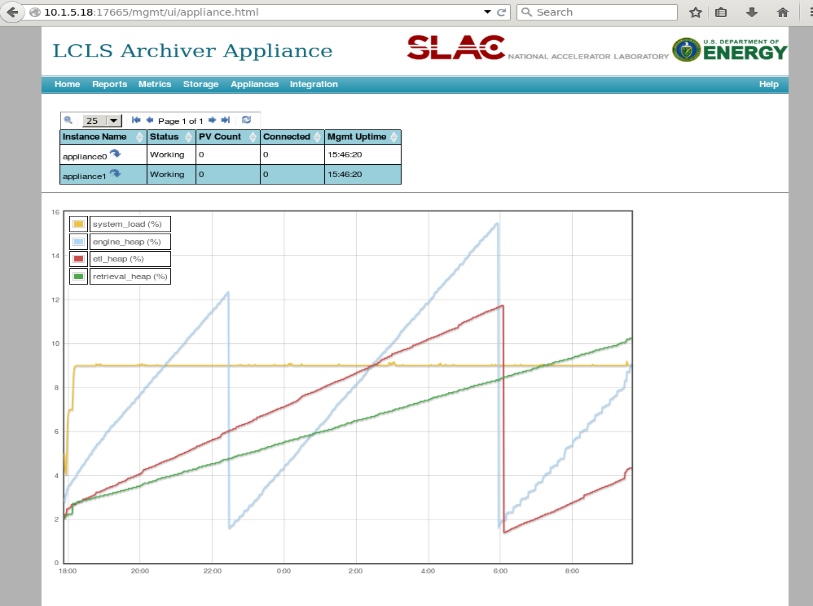 10.1.5.18:17665/mgmt/ui/appliance.html
Search
LCLS Archiver Appliance
SLAC NATIONAL ACCELERATOR LABORATORY
U.S. DEPARTMENT OF
ENERGY
Home Reports Metrics Storage Appliances Integration Help
25 Page 1 of 1
Instance Name Status PV Count Connected Mgmt Uptime
appliance0 Working 0 0 15:46:20
appliance1 Working 0 0 15:46:20
16
14
12
10
8
6
4
2
0
system_load (%)
engine_heap (%)
etl_heap (%)
retrieval_heap (%)
18:00 20:00 22:00 0:00 2:00 4:00 6:00 8:00